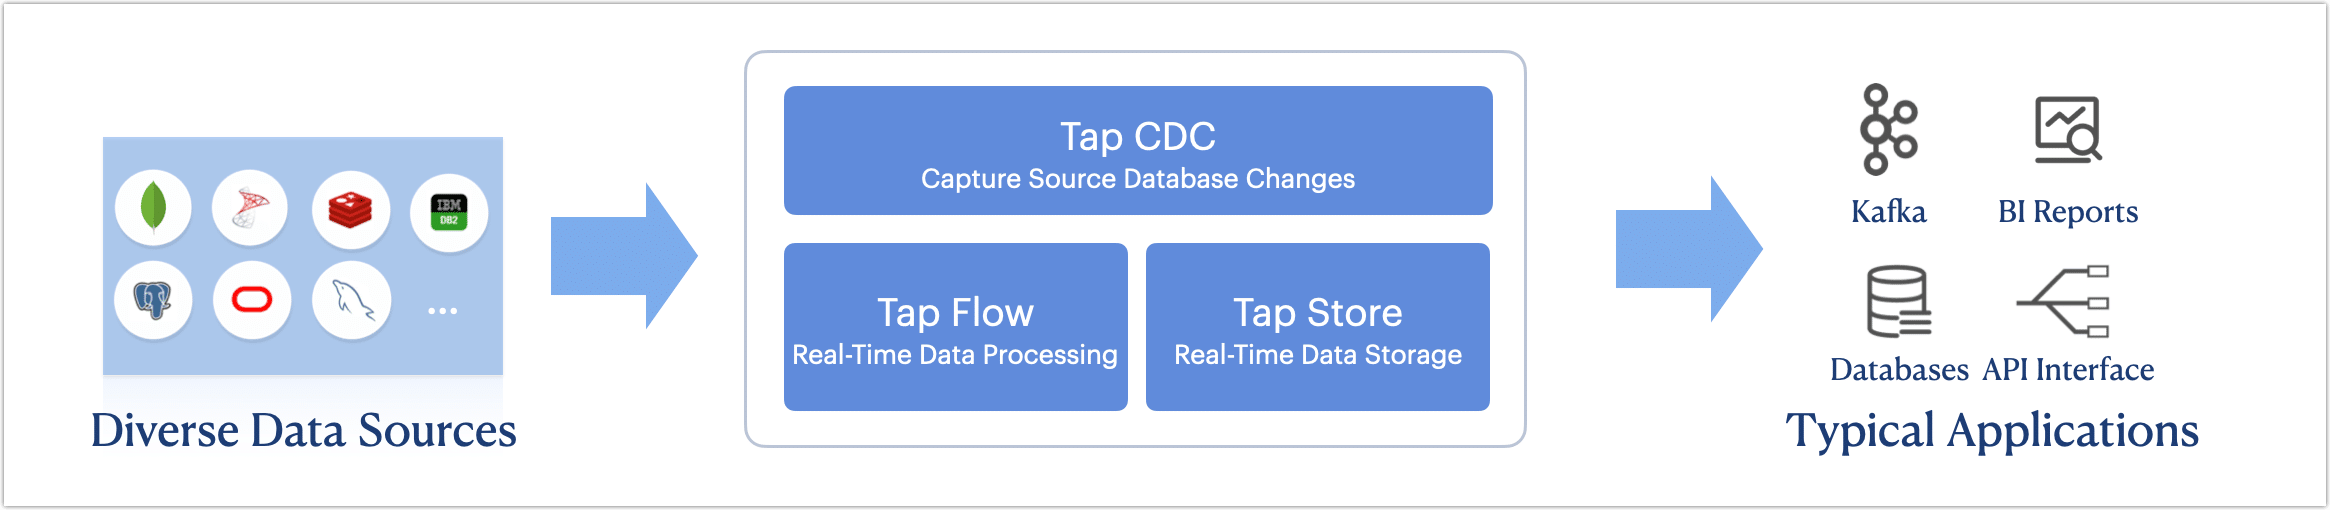 IBM
DB2
...
Diverse Data Sources
Tap CDC
Capture Source Database Changes
Tap Flow
Real-Time Data Processing
Tap Store
Real-Time Data Storage
Kafka
BI Reports
Databases
API Interface
Typical Applications